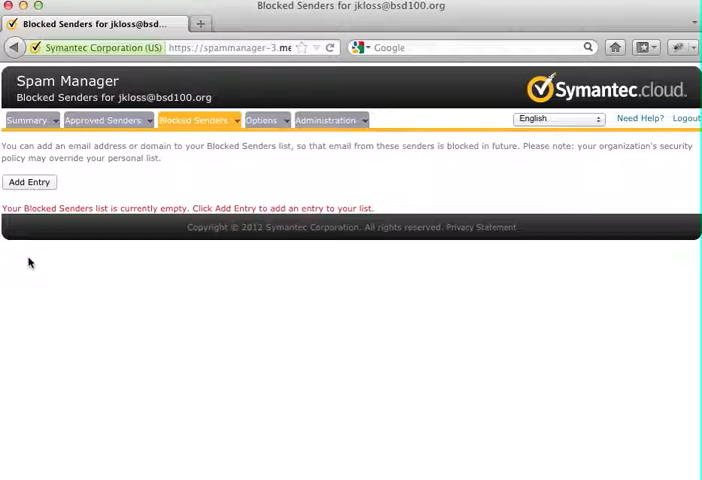 Blocked Senders for jkloss@bsd100.org
Blocked Senders for jkloss@bsd...
Symantec Corporation (US) https://spammanager-3.me Google
Spam Manager
Blocked Senders for jkloss@bsd100.org
Symantec.cloud.
Summary Approved Senders Blocked Senders Options Administration English Need Help? Logout
You can add an email address or domain to your Blocked Senders list, so that email from these senders is blocked in future. Please note: your organization's security
policy may override your personal list.
Add Entry
Your Blocked Senders list is currently empty. Click Add Entry to add an entry to your list.
Copyright © 2012 Symantec Corporation. All rights reserved. Privacy Statement